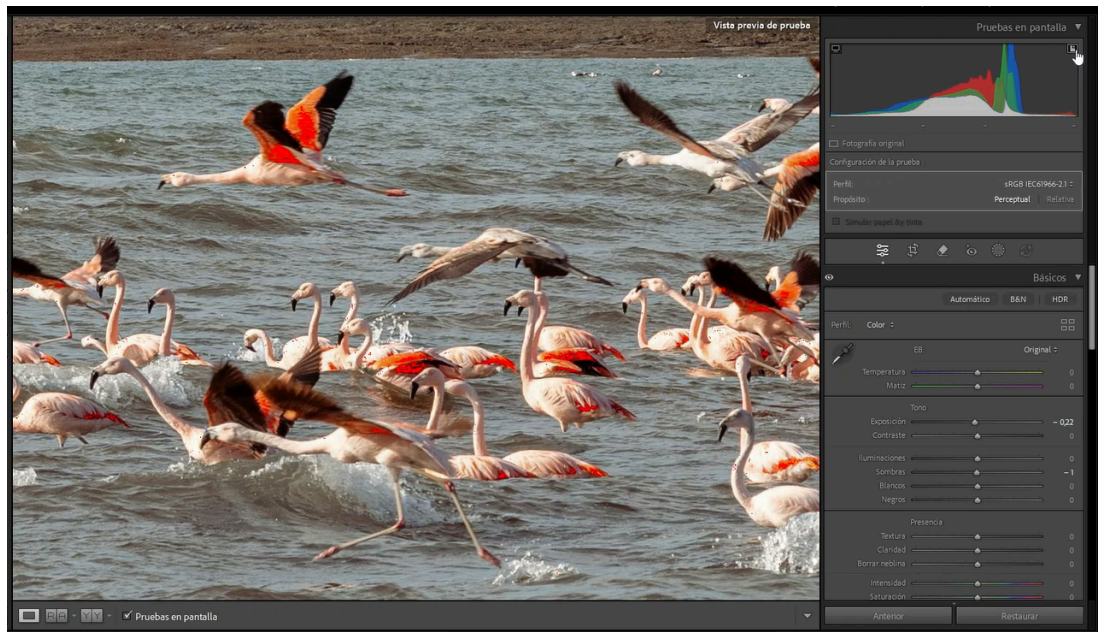 Vista previa de prueba
Pruebas en pantalla
Fotografía original
Configuración de la prueba
Perfil: sRGB IEC61966-2.1
Propósito: Perceptual Relativa
Simular papel y tinta
Básicos
Automático B&N HDR
Perfil: Color
EB Original
Temperatura 0
Matiz 0
Tono
Exposición – 0,22
Contraste 0
Iluminaciones 0
Sombras – 1
Blancos 0
Negros 0
Presencia
Textura 0
Claridad 0
Borrar neblina 0
Intensidad 0
Saturación 0
RA YY Pruebas en pantalla
Anterior Restaurar